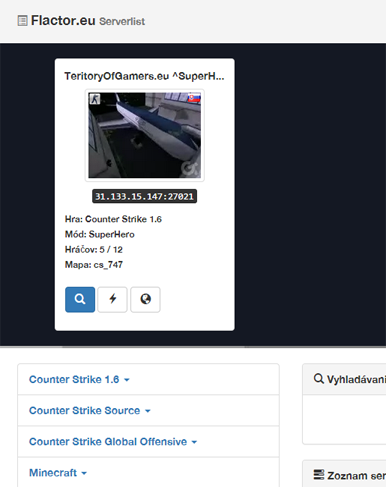 Flactor.eu Serverlist
TeritoryOfGamers.eu ^SuperH...
31.133.15.147:27021
Hra: Counter Strike 1.6
Mód: SuperHero
Hráčov: 5 / 12
Mapa: cs_747
Counter Strike 1.6
Counter Strike Source
Counter Strike Global Offensive
Minecraft
Vyhladávani
Zoznam ser